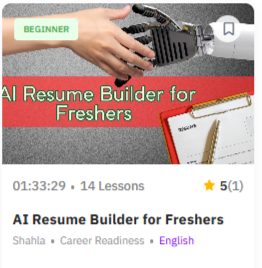 BEGINNER
AI Resume Builder for
Freshers
01:33:29 • 14 Lessons
5(1)
AI Resume Builder for Freshers
Shahla • Career Readiness • English